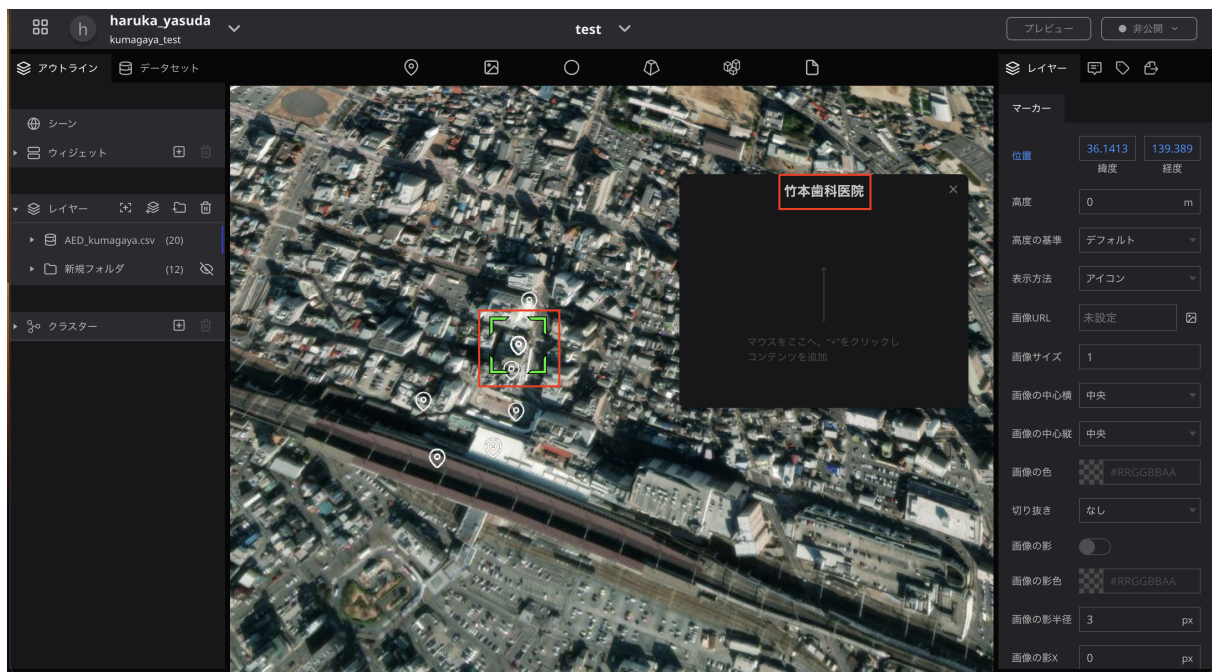 h
haruka_yasuda
kumagaya_test
test
プレビュー
非公開
アウトライン
データセット
レイヤー
シーン
ウィジェット
レイヤー
AED_kumagaya.csv (20)
新規フォルダ (12)
クラスター
竹本歯科医院
マウスをここへ、"+"をクリックし
コンテンツを追加
マーカー
位置 36.1413 139.389
緯度 経度
高度 0 m
高度の基準 デフォルト
表示方法 アイコン
画像URL 未設定
画像サイズ 1
画像の中心横 中央
画像の中心縦 中央
画像の色 #RRGGBBAA
切り抜き なし
画像の影
画像の影色 #RRGGBBAA
画像の影半径 3 px
画像の影X 0 px